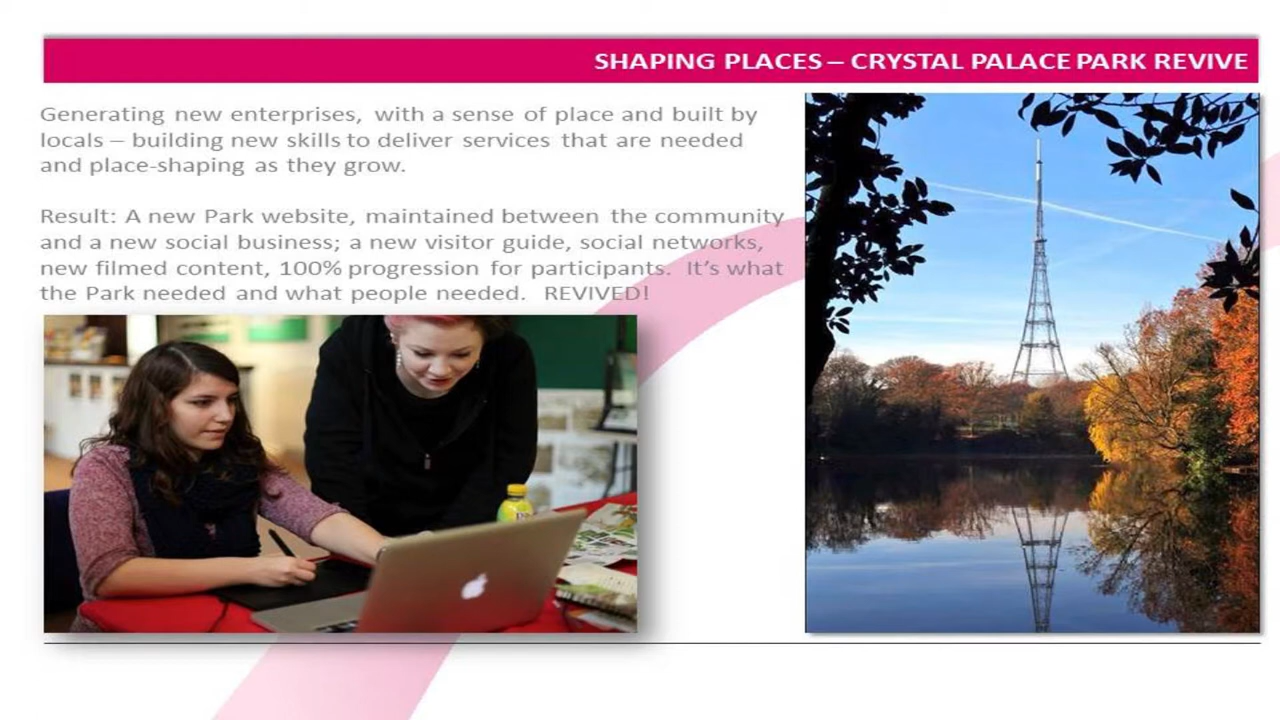 SHAPING PLACES – CRYSTAL PALACE PARK REVIVE
Generating new enterprises, with a sense of place and built by
locals – building new skills to deliver services that are needed
and place-shaping as they grow.
Result: A new Park website, maintained between the community
and a new social business; a new visitor guide, social networks,
new filmed content, 100% progression for participants. It's what
the Park needed and what people needed. REVIVED!